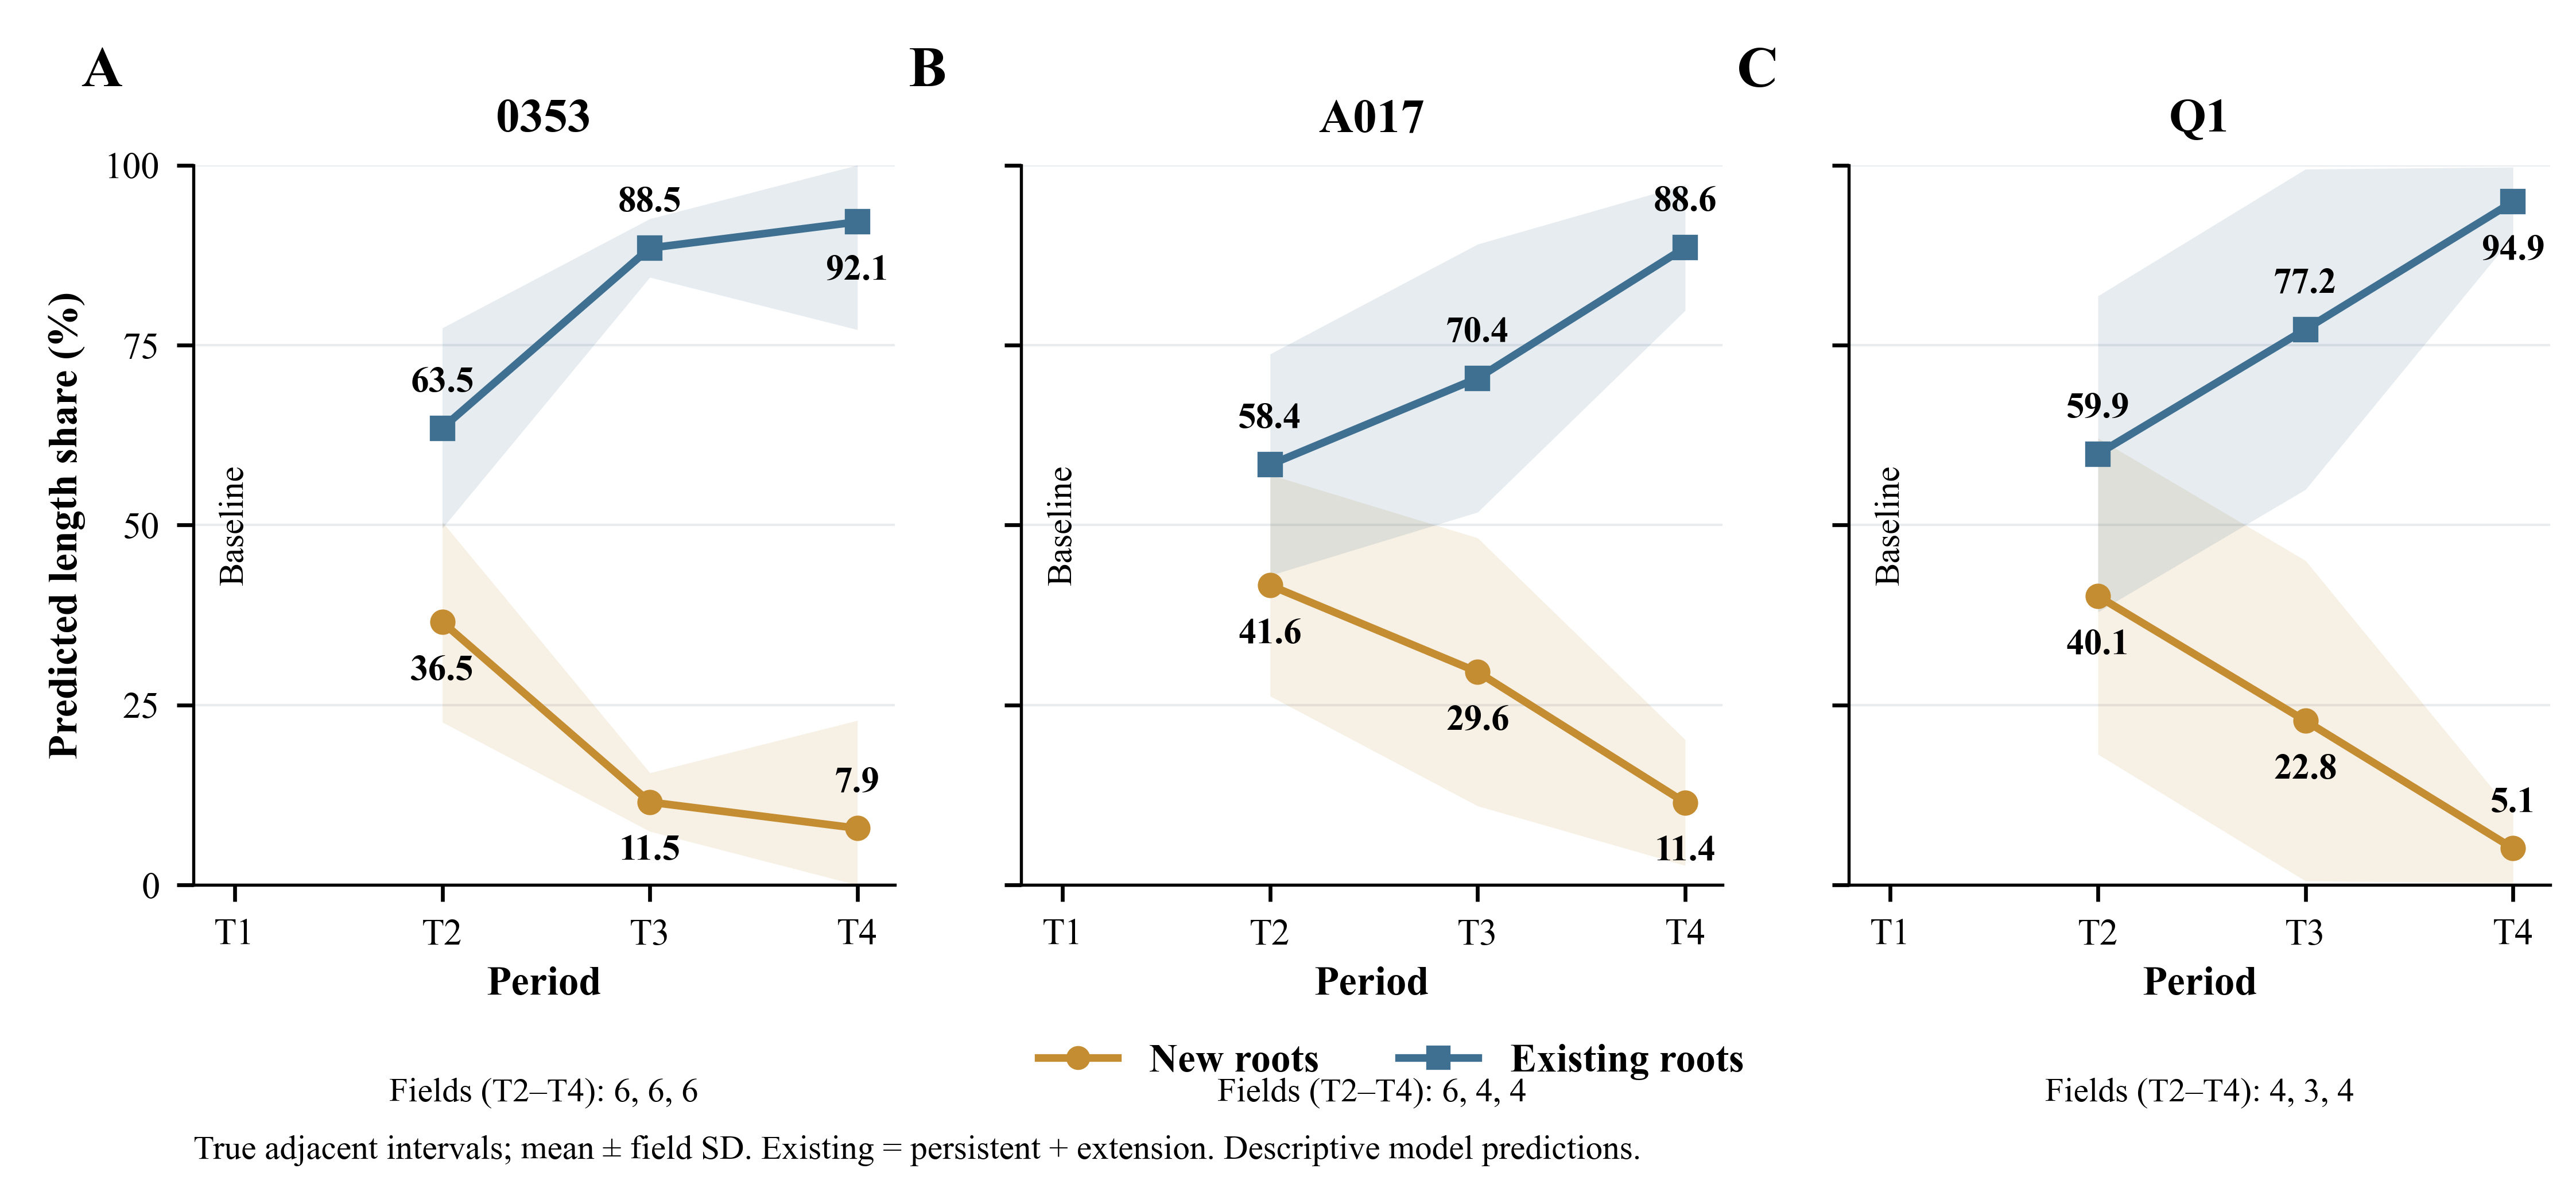 A
B
C
0353
A017
Q1
Predicted length share (%)
100
75
50
25
0
Baseline
63.5
88.5
92.1
36.5
11.5
7.9
T1
T2
T3
T4
Period
Baseline
58.4
70.4
88.6
41.6
29.6
11.4
T1
T2
T3
T4
Period
Baseline
59.9
77.2
94.9
40.1
22.8
5.1
T1
T2
T3
T4
Period
New roots
Existing roots
Fields (T2–T4): 6, 6, 6
Fields (T2–T4): 6, 4, 4
Fields (T2–T4): 4, 3, 4
True adjacent intervals; mean ± field SD. Existing = persistent + extension. Descriptive model predictions.